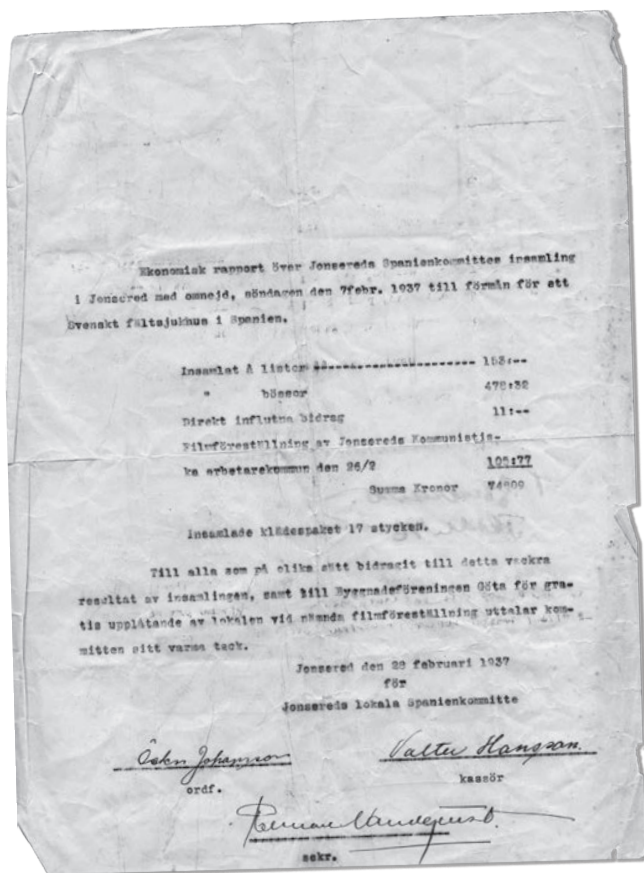 Ekonomisk rapport över Jonsereds Spanienkommittes insamling
i Jonsered med omnejd, söndagen den 7febr. 1937 till förmån för ett
Svenskt fältsjukhus i Spanien.
Insamlat Å listor ---------------------- 153:--
" bössor 478:32
Direkt influtna bidrag 11:--
Filmföreställning av Jonsereds Kommunistis-
ka arbetarekommun den 26/2
Summa Kronor 74909
Insamlade klädespaket 17 stycken.
Till alla som på olika sätt bidragit till detta vackra
resultat av insamlingen, samt till Byggnadsföreningen Göta för gra-
tis upplåtande av lokalen vid nämnda filmföreställning uttalar kom-
mitten sitt varma tack.
Jonsered den 28 februari 1937
för
Jonsereds lokala Spanienkommitte
Oskar Johansson Valter Hansson.
ordf. kassör
Herman
sekr.